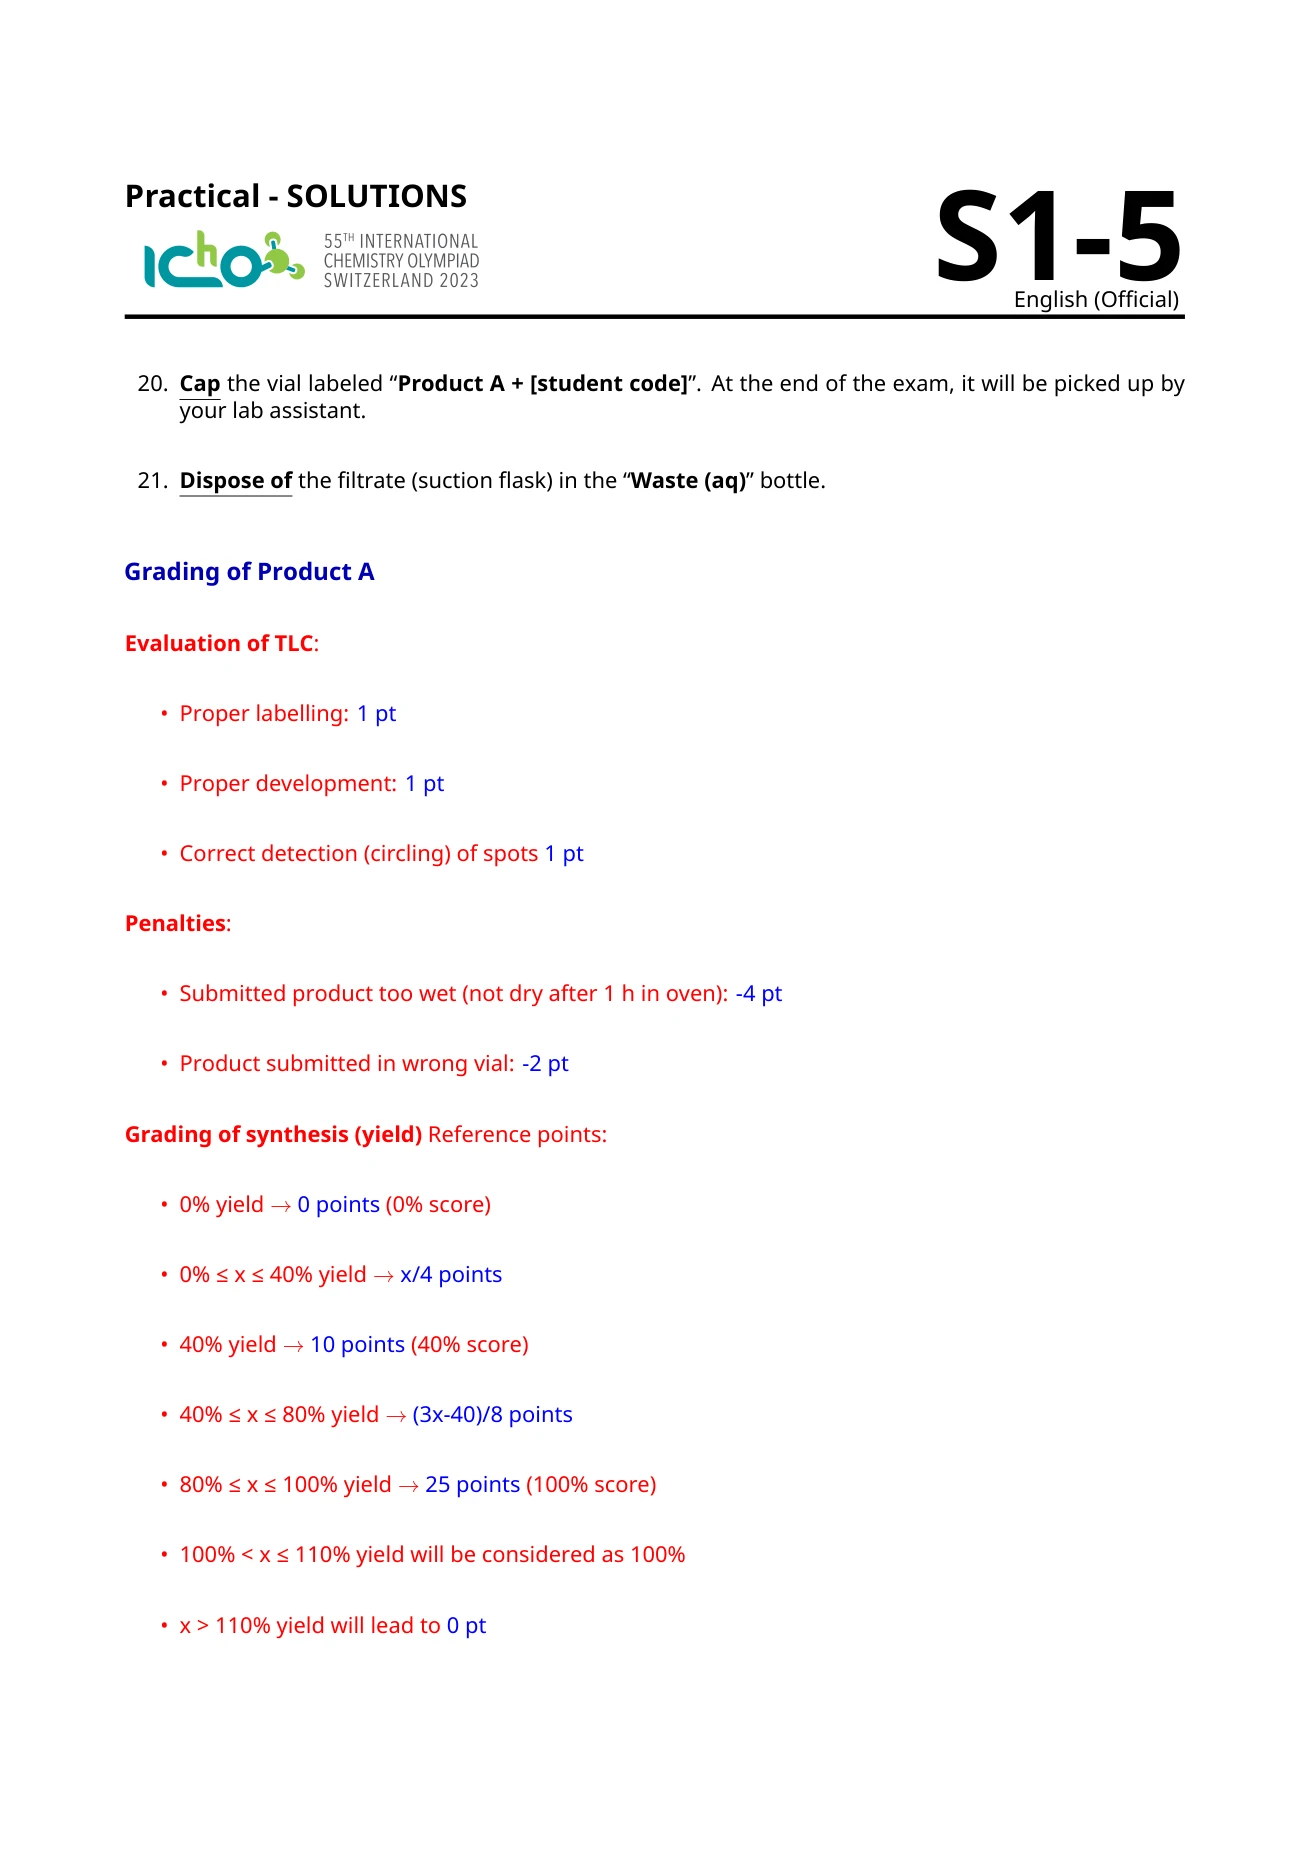 Practical - SOLUTIONS
ICho
55TH INTERNATIONAL
CHEMISTRY OLYMPIAD
SWITZERLAND 2023
S1-5
English (Official)
20. Cap the vial labeled “Product A + [student code]”. At the end of the exam, it will be picked up by
your lab assistant.
21. Dispose of the filtrate (suction flask) in the “Waste (aq)” bottle.
Grading of Product A
Evaluation of TLC:
• Proper labelling: 1 pt
• Proper development: 1 pt
• Correct detection (circling) of spots 1 pt
Penalties:
• Submitted product too wet (not dry after 1 h in oven): -4 pt
• Product submitted in wrong vial: -2 pt
Grading of synthesis (yield) Reference points:
• 0% yield → 0 points (0% score)
• 0% ≤ x ≤ 40% yield → x/4 points
• 40% yield → 10 points (40% score)
• 40% ≤ x ≤ 80% yield → (3x-40)/8 points
• 80% ≤ x ≤ 100% yield → 25 points (100% score)
• 100% < x ≤ 110% yield will be considered as 100%
• x > 110% yield will lead to 0 pt